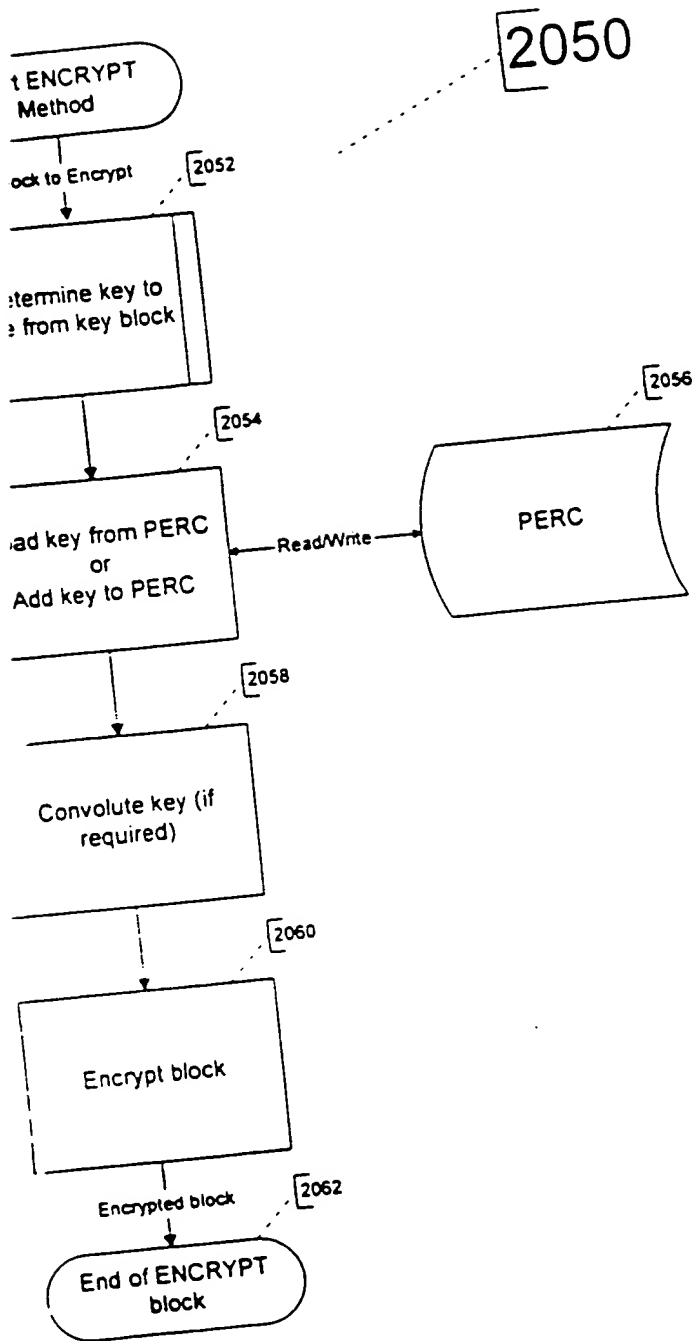 2050
t ENCRYPT
Method
ock to Encrypt
2052
etermine key to
e from key block
2054
2056
ad key from PERC
or
Add key to PERC
Read/Write
PERC
2058
Convolute key (if
required)
2060
Encrypt block
Encrypted block
2062
End of ENCRYPT
block